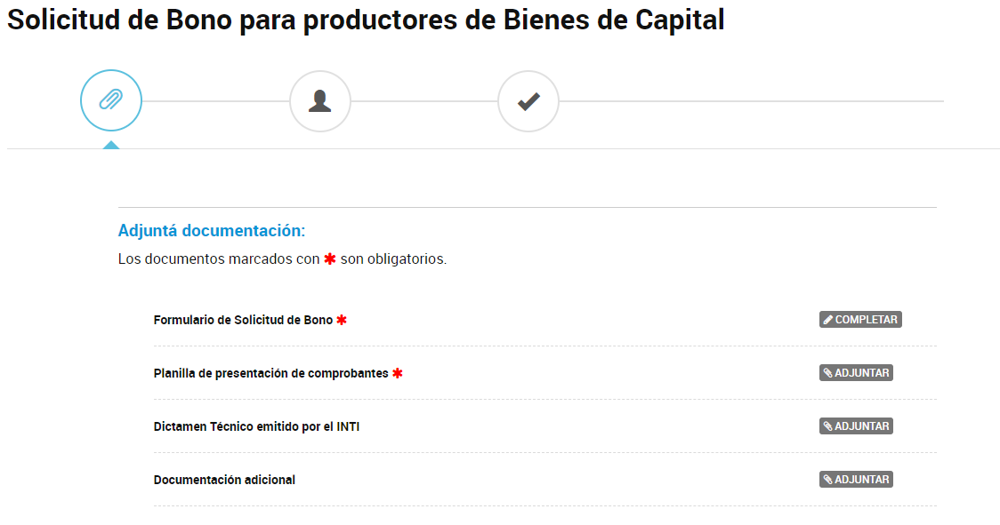 Solicitud de Bono para productores de Bienes de Capital
Adjuntá documentación:
Los documentos marcados con ✱ son obligatorios.
Formulario de Solicitud de Bono ✱
COMPLETAR
Planilla de presentación de comprobantes ✱
ADJUNTAR
Dictamen Técnico emitido por el INTI
ADJUNTAR
Documentación adicional
ADJUNTAR